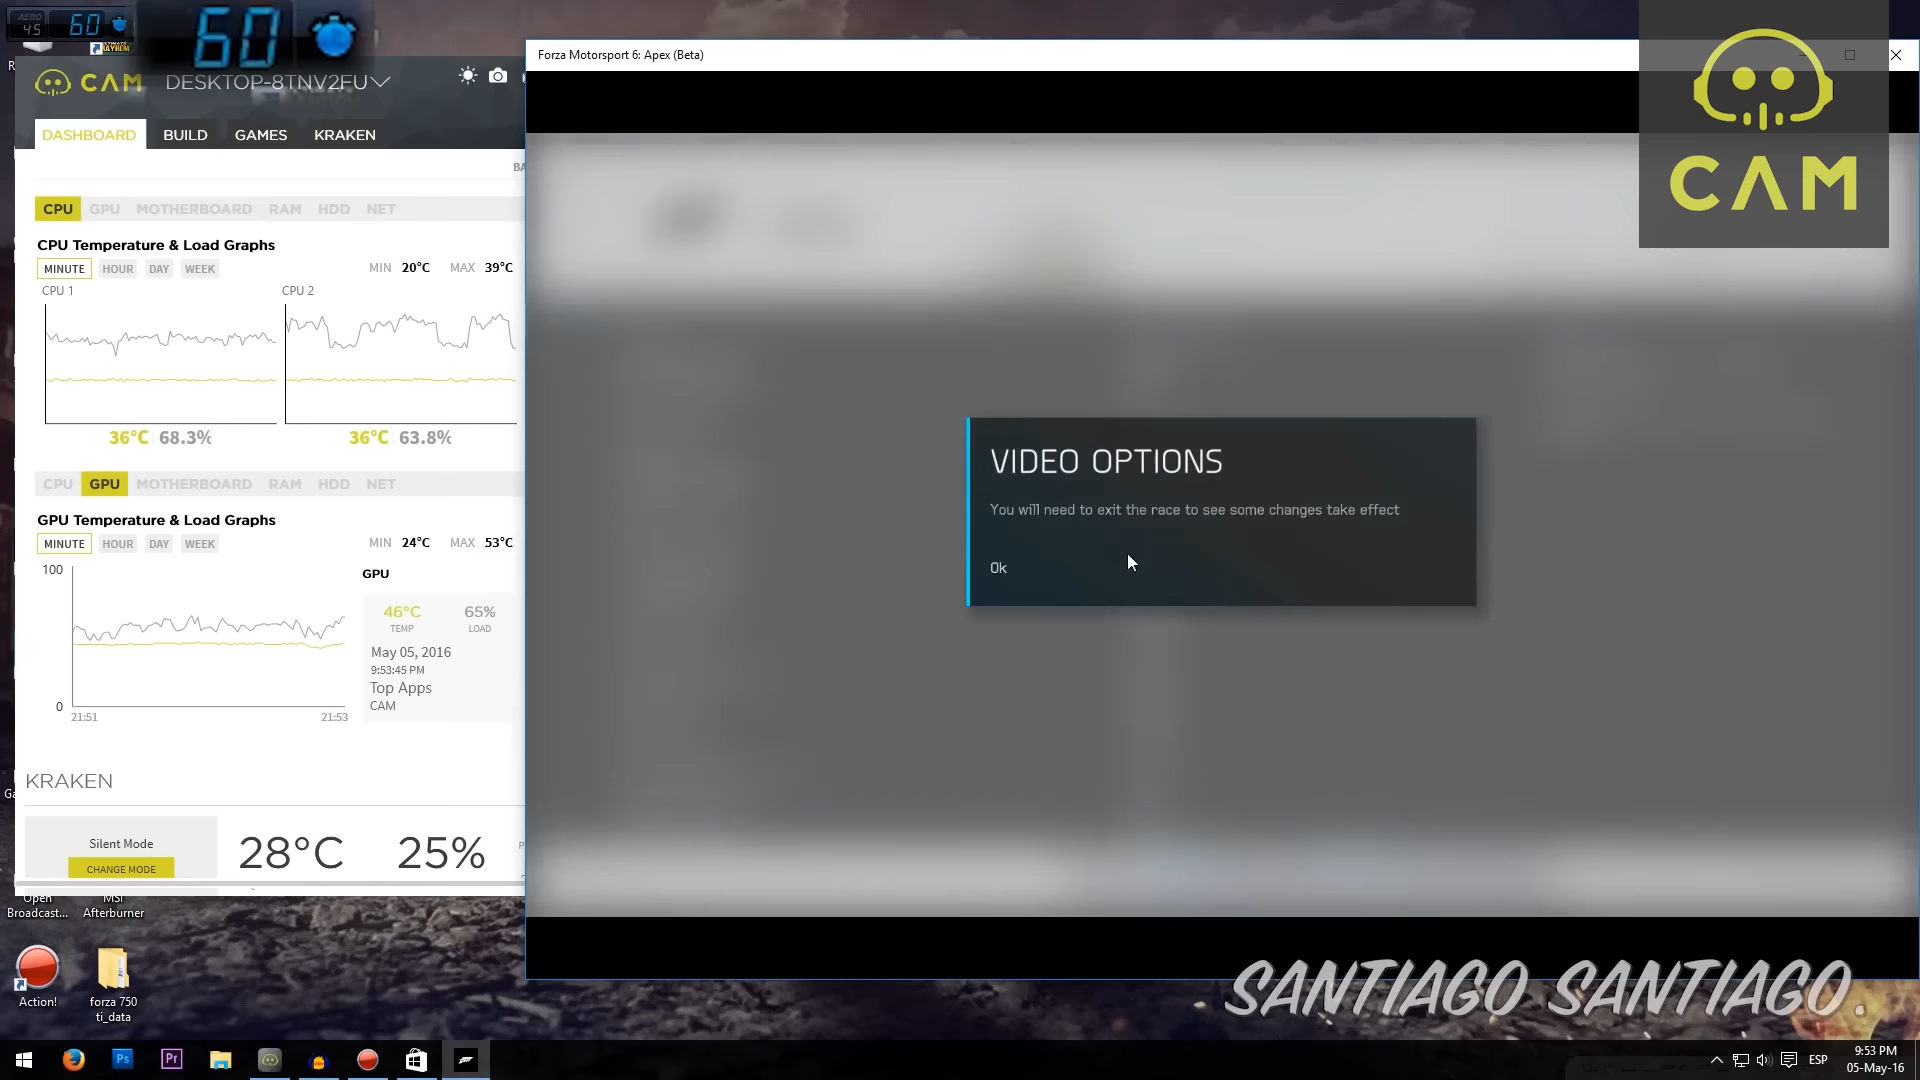 AERO
45
60
60
CAM
DESKTOP-8TNV2FU
DASHBOARD
BUILD
GAMES
KRAKEN
CPU
GPU
MOTHERBOARD
RAM
HDD
NET
CPU Temperature & Load Graphs
MINUTE
HOUR
DAY
WEEK
MIN 20°C MAX 39°C
CPU 1
CPU 2
36°C 68.3%
36°C 63.8%
CPU
GPU
MOTHERBOARD
RAM
HDD
NET
GPU Temperature & Load Graphs
MINUTE
HOUR
DAY
WEEK
MIN 24°C MAX 53°C
100
0
21:51
21:53
GPU
46°C
65%
TEMP
LOAD
May 05, 2016
9:53:45 PM
Top Apps
CAM
KRAKEN
Silent Mode
CHANGE MODE
28°C
25%
Open
Broadcast...
MSI
Afterburner
Action!
forza 750
ti_data
Forza Motorsport 6: Apex (Beta)
CAM
VIDEO OPTIONS
You will need to exit the race to see some changes take effect
Ok
SANTIAGO SANTIAGO.
Ps
Pr
ESP
9:53 PM
05-May-16